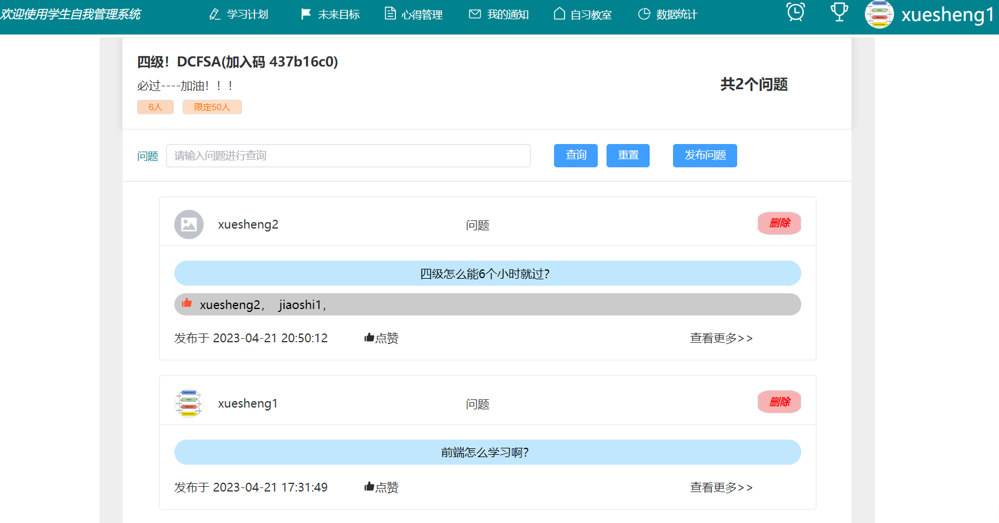 欢迎使用学生自我管理系统 学习计划 未来目标 心得管理 我的通知 自习教室 数据统计 xuesheng1
四级！DCFSA(加入码 437b16c0)
必过----加油！！！
共2个问题
6人 限定50人
问题 请输入问题进行查询 查询 重置 发布问题
xuesheng2 问题 删除
四级怎么能6个小时就过？
xuesheng2， jiaoshi1，
发布于 2023-04-21 20:50:12 点赞 查看更多>>
xuesheng1 问题 删除
前端怎么学习啊？
发布于 2023-04-21 17:31:49 点赞 查看更多>>